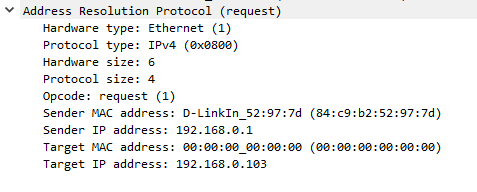 Address Resolution Protocol (request)
Hardware type: Ethernet (1)
Protocol type: IPv4 (0x0800)
Hardware size: 6
Protocol size: 4
Opcode: request (1)
Sender MAC address: D-LinkIn_52:97:7d (84:c9:b2:52:97:7d)
Sender IP address: 192.168.0.1
Target MAC address: 00:00:00_00:00:00 (00:00:00:00:00:00)
Target IP address: 192.168.0.103